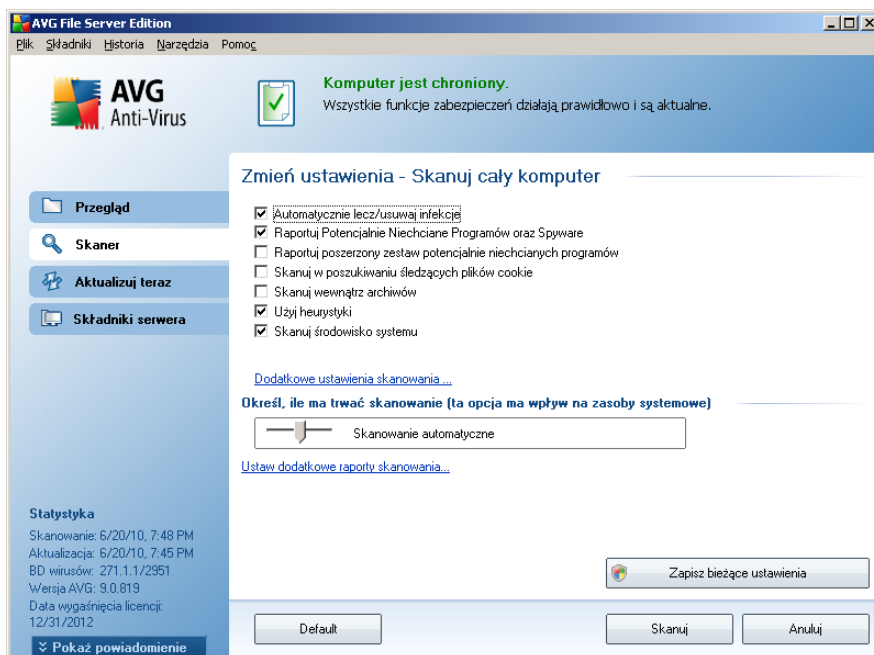 AVG File Server Edition
Plik Składniki Historia Narzędzia Pomoc
AVG
Anti-Virus
Komputer jest chroniony.
Wszystkie funkcje zabezpieczeń działają prawidłowo i są aktualne.
Przegląd
Skaner
Aktualizuj teraz
Składniki serwera
Zmień ustawienia - Skanuj cały komputer
Automatycznie lecz/usuwaj infekcje
Raportuj Potencjalnie Niechciane Programów oraz Spyware
Raportuj poszerzony zestaw potencjalnie niechcianych programów
Skanuj w poszukiwaniu śledzących plików cookie
Skanuj wewnątrz archiwów
Użyj heurystyki
Skanuj środowisko systemu
Dodatkowe ustawienia skanowania ...
Określ, ile ma trwać skanowanie (ta opcja ma wpływ na zasoby systemowe)
Skanowanie automatyczne
Ustaw dodatkowe raporty skanowania...
Statystyka
Skanowanie: 6/20/10, 7:48 PM
Aktualizacja: 6/20/10, 7:45 PM
BD wirusów: 271.1.1/2951
Wersja AVG: 9.0.819
Data wygaśnięcia licencji:
12/31/2012
Pokaż powiadomienie
Zapisz bieżące ustawienia
Default
Skanuj
Anuluj